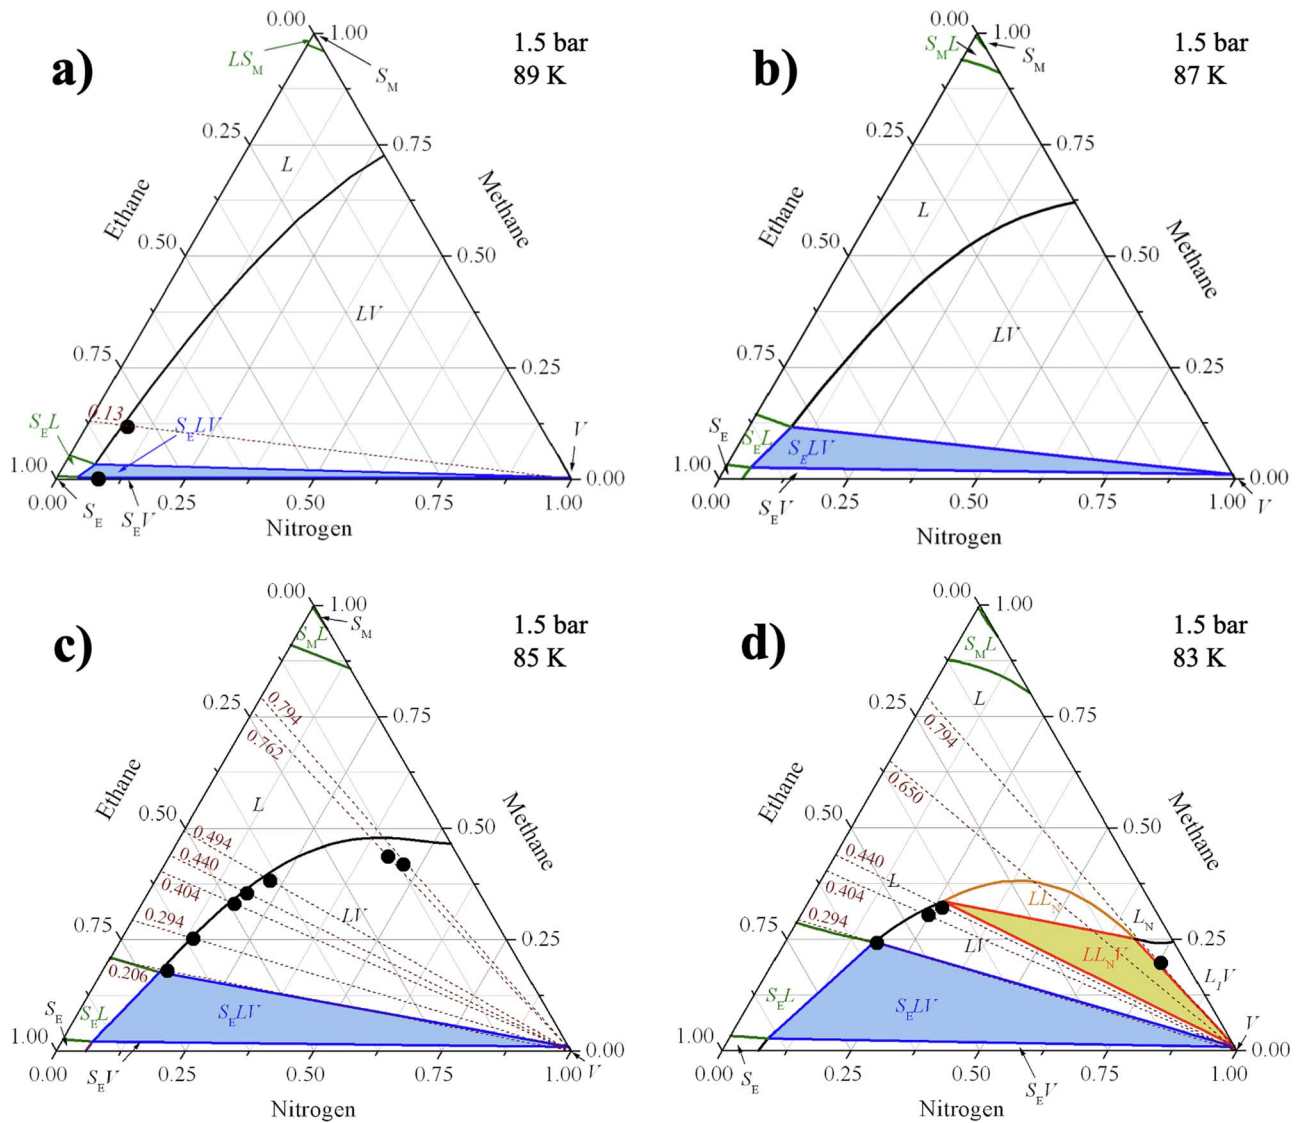 a)
0.00
1.00
1.5 bar
89 K
LS_M
S_M
0.25
0.75
L
Ethane
Methane
0.50
0.50
LV
0.75
0.25
0.13
S_EL
S_ELV
V
1.00
0.00
0.00
0.25
0.50
0.75
1.00
S_E
S_EV
Nitrogen
b)
0.00
1.00
1.5 bar
87 K
S_ML
S_M
0.25
0.75
L
Ethane
Methane
0.50
0.50
LV
0.75
0.25
S_E
S_EL
S_ELV
1.00
0.00
0.00
0.25
0.50
0.75
1.00
S_EV
V
Nitrogen
c)
0.00
1.00
1.5 bar
85 K
S_M
S_ML
0.25
0.75
0.794
0.762
L
Ethane
Methane
0.50
0.50
0.494
0.440
0.404
LV
0.294
0.75
0.25
0.206
S_E
S_EL
S_ELV
1.00
0.00
0.00
0.25
0.50
0.75
1.00
S_EV
V
Nitrogen
d)
0.00
1.00
1.5 bar
83 K
S_ML
L
0.25
0.75
0.794
0.650
Ethane
Methane
0.50
0.50
0.440
L
0.404
LL_N
L_N
0.294
LV
0.75
0.25
LL_NV
L_1V
S_EL
S_ELV
V
1.00
0.00
0.00
0.25
0.50
0.75
1.00
S_E
S_EV
Nitrogen